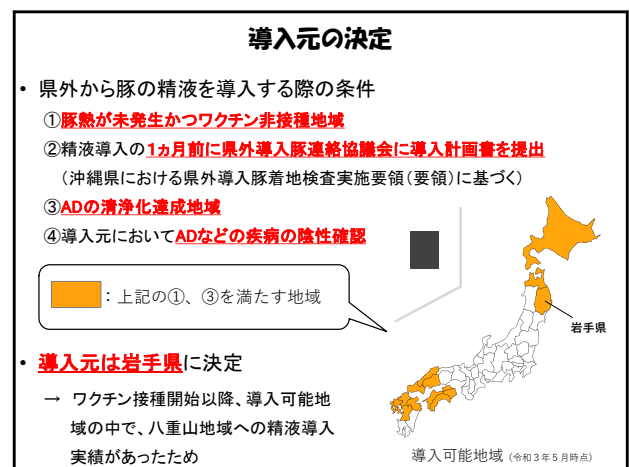 導入元の決定
• 県外から豚の精液を導入する際の条件
①豚熱が未発生かつワクチン非接種地域
②精液導入の1ヵ月前に県外導入豚連絡協議会に導入計画書を提出
(沖縄県における県外導入豚着地検査実施要領(要領)に基づく)
③ADの清浄化達成地域
④導入元においてADなどの疾病の陰性確認
:上記の①、③を満たす地域
岩手県
• 導入元は岩手県に決定
→ ワクチン接種開始以降、導入可能地
域の中で、八重山地域への精液導入
実績があったため
導入可能地域(令和3年5月時点)